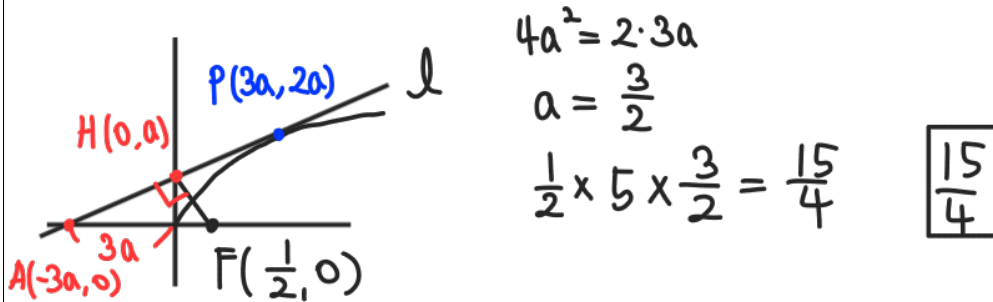 P(3a, 2a)
l
H(0, a)
3a
A(-3a, 0)
F(1/2, 0)
4a² = 2·3a
a = 3/2
1/2 × 5 × 3/2 = 15/4
15/4